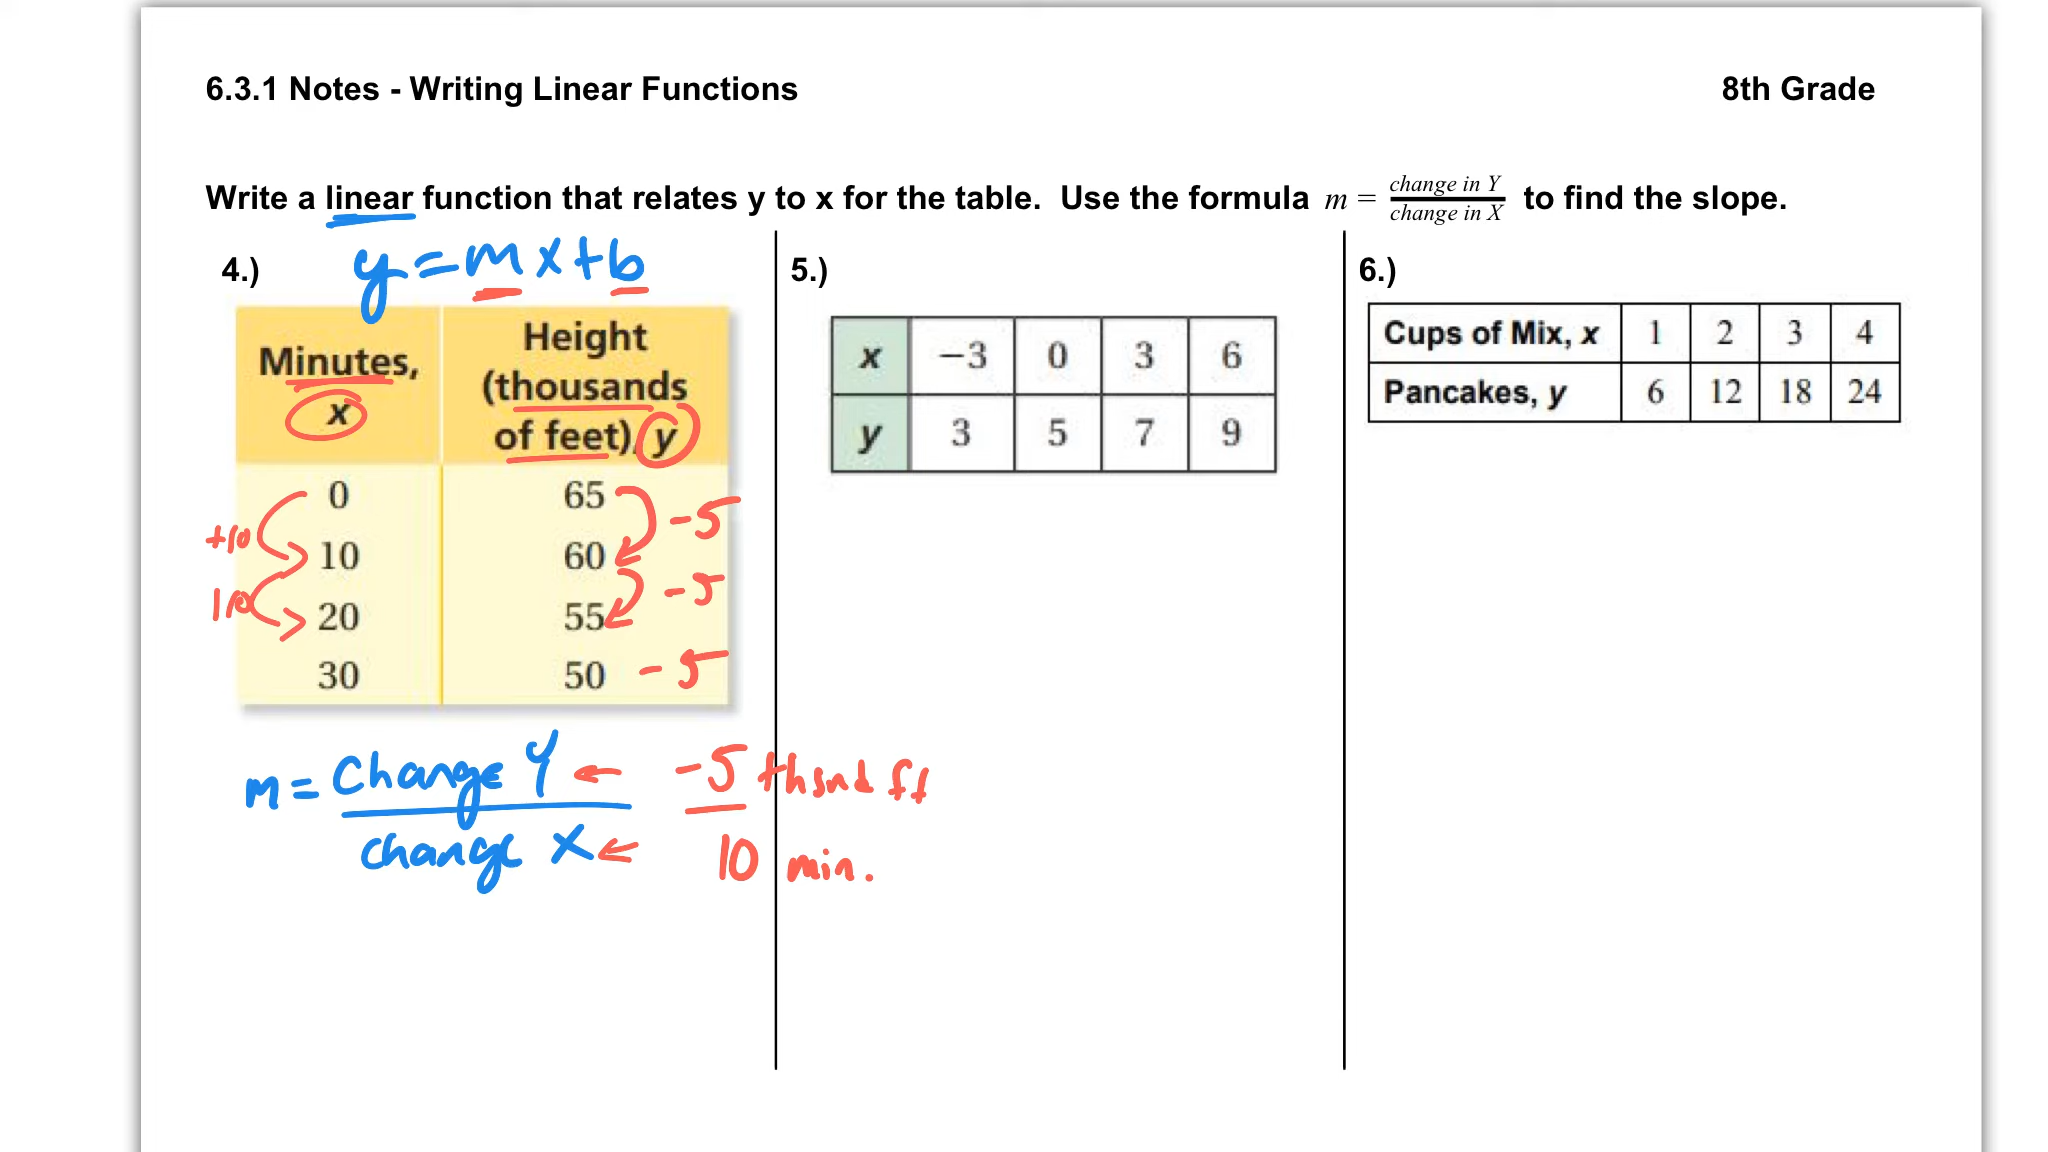 6.3.1 Notes - Writing Linear Functions 8th Grade
Write a linear function that relates y to x for the table. Use the formula m = change in Y / change in X to find the slope.
4.) y = mx + b
Minutes, x Height (thousands of feet), y
0 65
10 60
20 55
30 50
+10
10
-5
-5
-5
m = Change Y / change X
-5 thsnd ft
10 min.
5.)
x -3 0 3 6
y 3 5 7 9
6.)
Cups of Mix, x 1 2 3 4
Pancakes, y 6 12 18 24